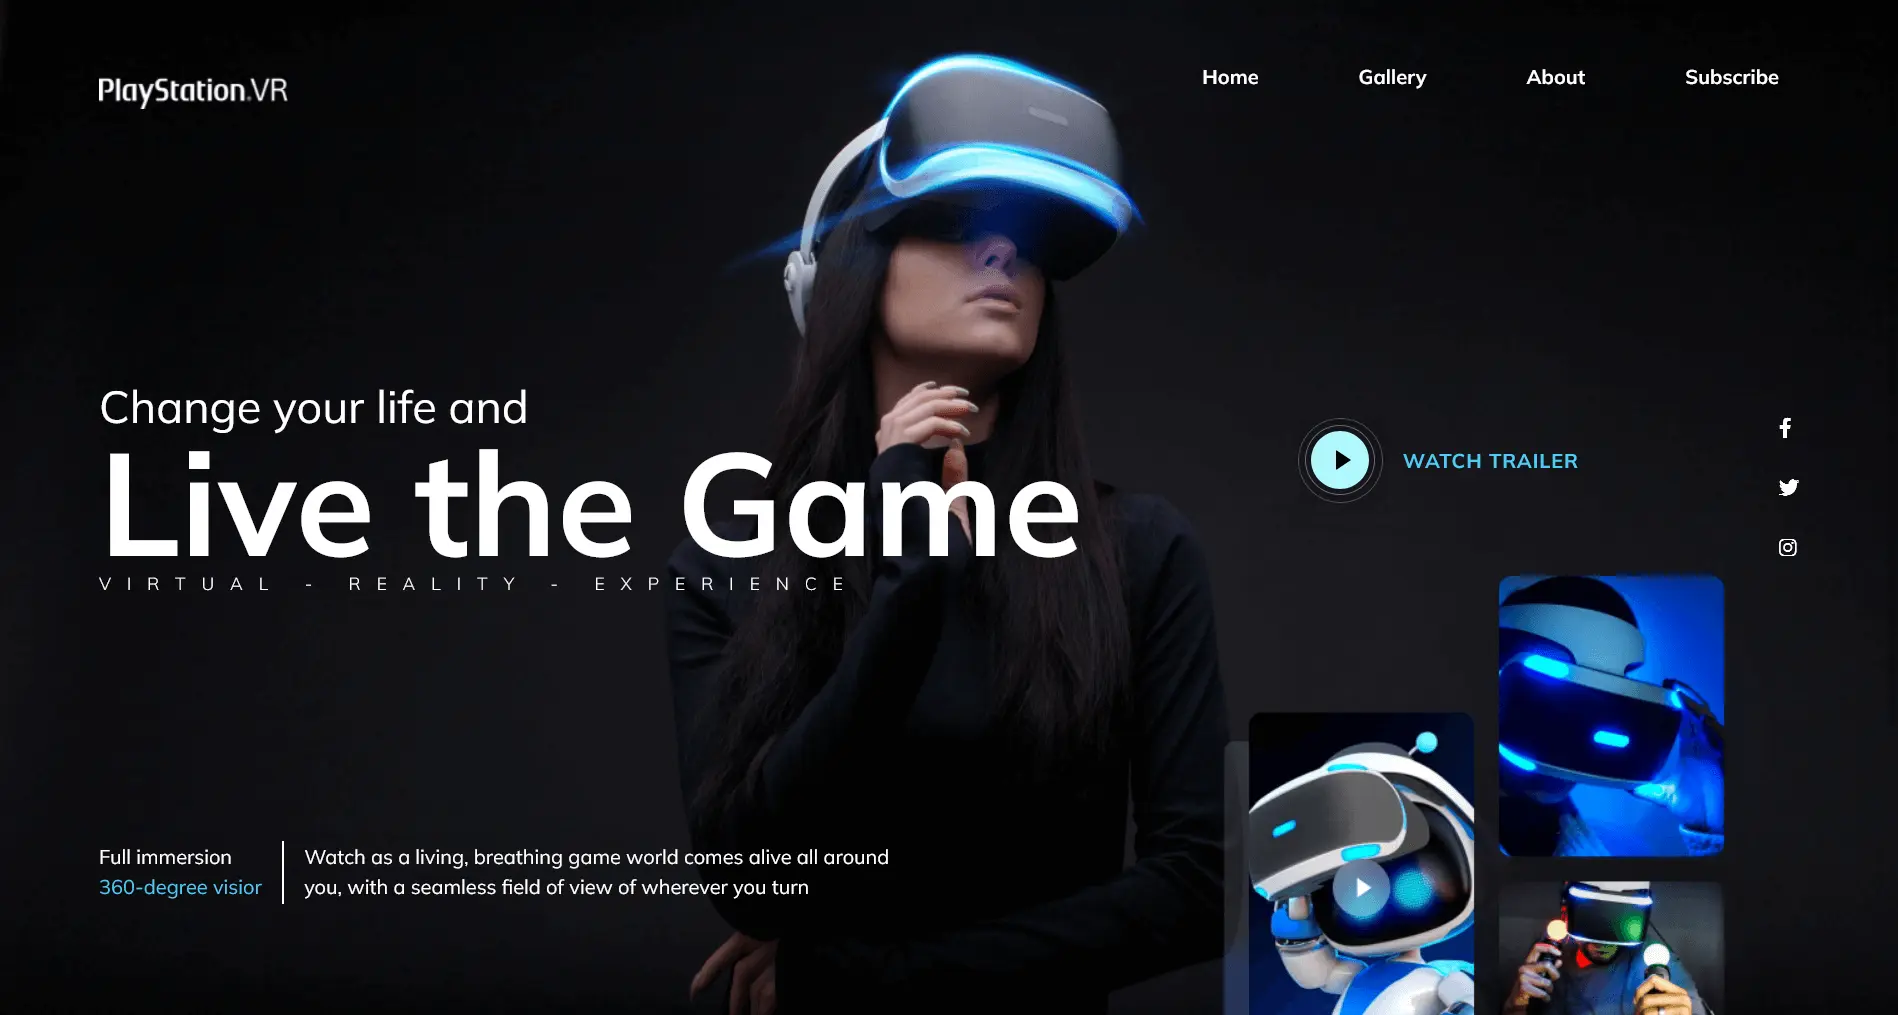 PlayStation.VR
Home
Gallery
About
Subscribe
Change your life and
Live the Game
VIRTUAL - REALITY - EXPERIENCE
WATCH TRAILER
Full immersion
360-degree visior
Watch as a living, breathing game world comes alive all around
you, with a seamless field of view of wherever you turn